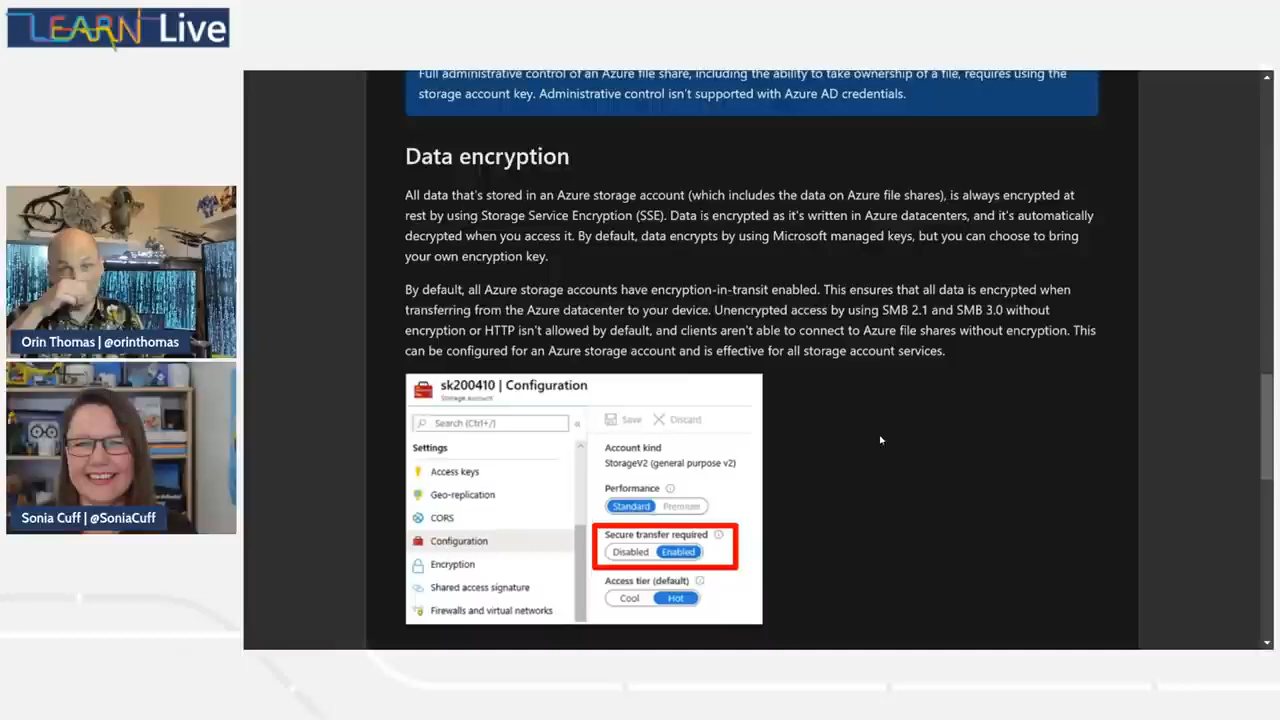 LEARN Live
Full administrative control of an Azure file share, including the ability to take ownership of a file, requires using the
storage account key. Administrative control isn't supported with Azure AD credentials.
Data encryption
All data that's stored in an Azure storage account (which includes the data on Azure file shares), is always encrypted at
rest by using Storage Service Encryption (SSE). Data is encrypted as it's written in Azure datacenters, and it's automatically
decrypted when you access it. By default, data encrypts by using Microsoft managed keys, but you can choose to bring
your own encryption key.
By default, all Azure storage accounts have encryption-in-transit enabled. This ensures that all data is encrypted when
transferring from the Azure datacenter to your device. Unencrypted access by using SMB 2.1 and SMB 3.0 without
encryption or HTTP isn't allowed by default, and clients aren't able to connect to Azure file shares without encryption. This
can be configured for an Azure storage account and is effective for all storage account services.
sk200410 | Configuration
Storage account
Search (Ctrl+/) «
Settings
Access keys
Geo-replication
CORS
Configuration
Encryption
Shared access signature
Firewalls and virtual networks
Save Discard
Account kind
StorageV2 (general purpose v2)
Performance
Standard Premium
Secure transfer required
Disabled Enabled
Access tier (default)
Cool Hot
Orin Thomas | @orinthomas
Sonia Cuff | @SoniaCuff